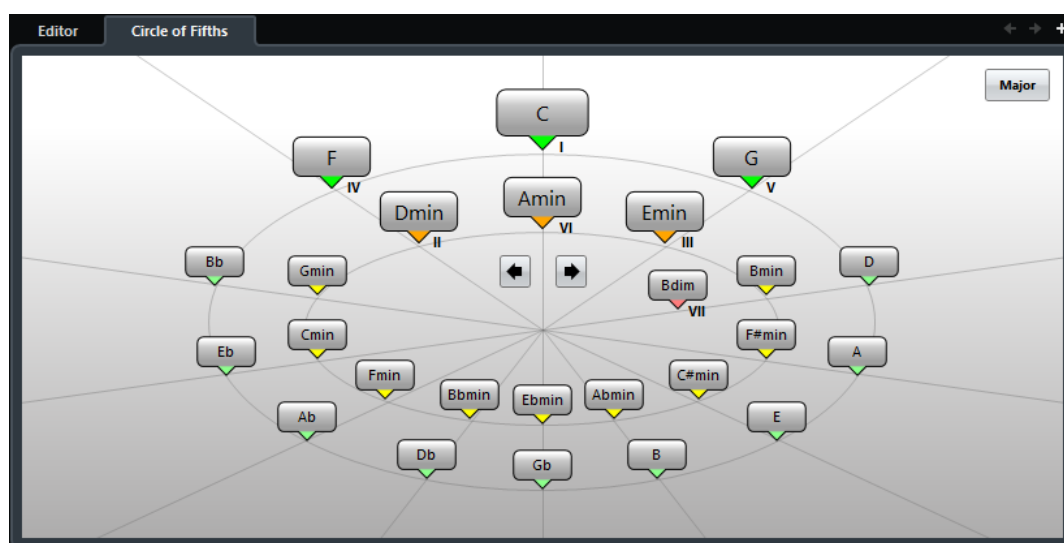 Editor
Circle of Fifths
Major
C
I
F
IV
G
V
Dmin
II
Amin
VI
Emin
III
Bb
Gmin
Bdim
VII
Bmin
D
Eb
Cmin
F#min
A
Fmin
C#min
Ab
Bbmin
Ebmin
Abmin
E
Db
Gb
B